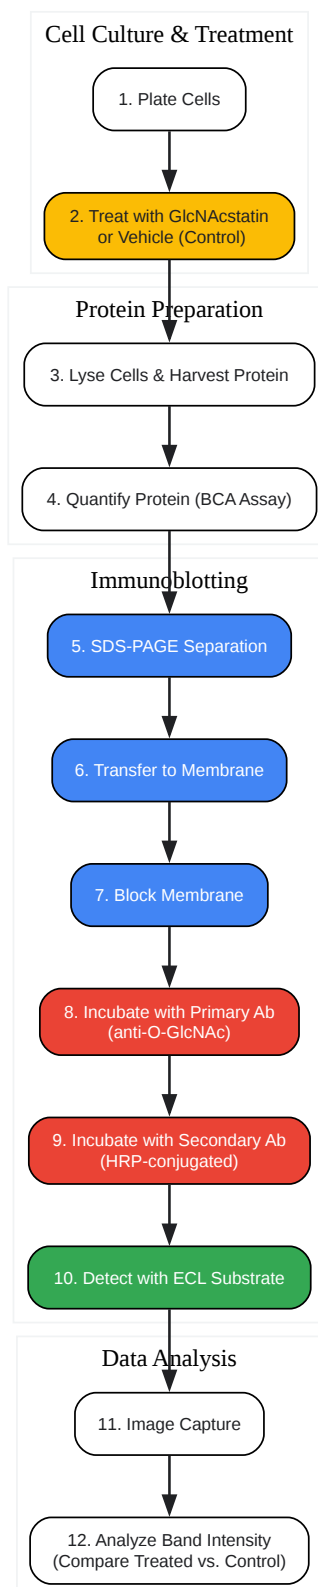 Cell Culture & Treatment
1. Plate Cells
2. Treat with GlcNAcstatin
or Vehicle (Control)
Protein Preparation
3. Lyse Cells & Harvest Protein
4. Quantify Protein (BCA Assay)
Immunoblotting
5. SDS-PAGE Separation
6. Transfer to Membrane
7. Block Membrane
8. Incubate with Primary Ab
(anti-O-GlcNAc)
9. Incubate with Secondary Ab
(HRP-conjugated)
10. Detect with ECL Substrate
Data Analysis
11. Image Capture
12. Analyze Band Intensity
(Compare Treated vs. Control)